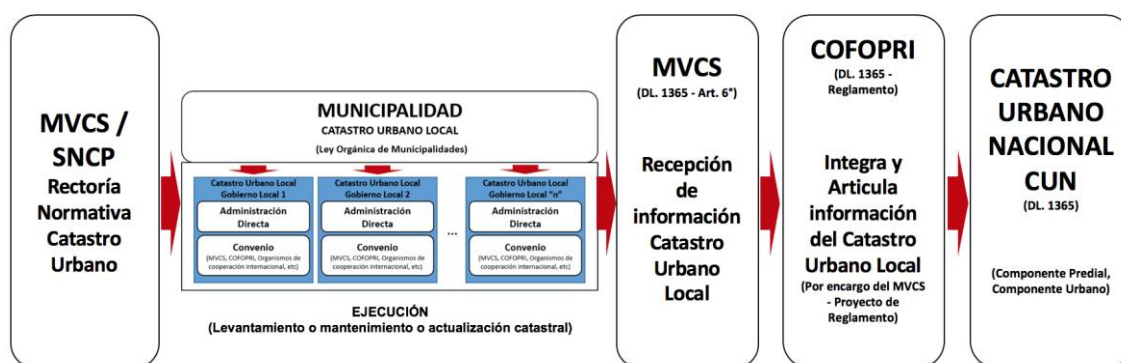 MVCS /
SNCP
Rectoría
Normativa
Catastro
Urbano
MUNICIPALIDAD
CATASTRO URBANO LOCAL
(Ley Orgánica de Municipalidades)
Catastro Urbano Local
Gobierno Local 1
Administración
Directa
Convenio
(MVCS, COFOPRI, Organismos de
cooperación internacional, etc)
Catastro Urbano Local
Gobierno Local 2
Administración
Directa
Convenio
(MVCS, COFOPRI, Organismos de
cooperación internacional, etc)
...
Catastro Urbano Local
Gobierno Local "n"
Administración
Directa
Convenio
(MVCS, COFOPRI, Organismos de
cooperación internacional, etc)
EJECUCIÓN
(Levantamiento o mantenimiento o actualización catastral)
MVCS
(DL. 1365 - Art. 6°)
Recepción
de
información
Catastro
Urbano
Local
COFOPRI
(DL. 1365 -
Reglamento)
Integra y
Articula
información
del Catastro
Urbano Local
(Por encargo del MVCS
- Proyecto de
Reglamento)
CATASTRO
URBANO
NACIONAL
CUN
(DL. 1365)
(Componente Predial,
Componente Urbano)